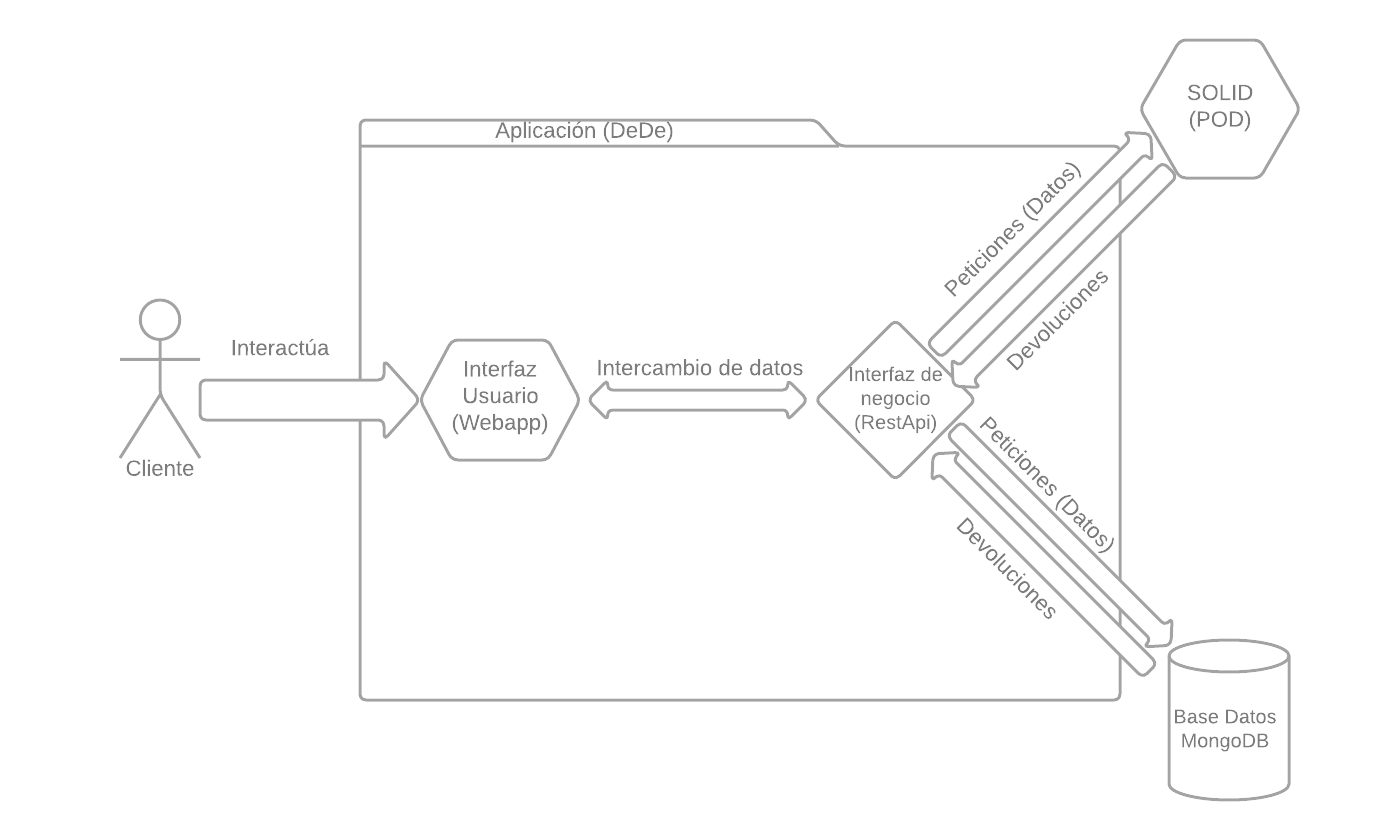 SOLID
(POD)
Aplicación (DeDe)
Peticiones (Datos)
Devoluciones
Interactúa
Cliente
Interfaz
Usuario
(Webapp)
Intercambio de datos
Interfaz de
negocio
(RestApi)
Peticiones (Datos)
Devoluciones
Base Datos
MongoDB